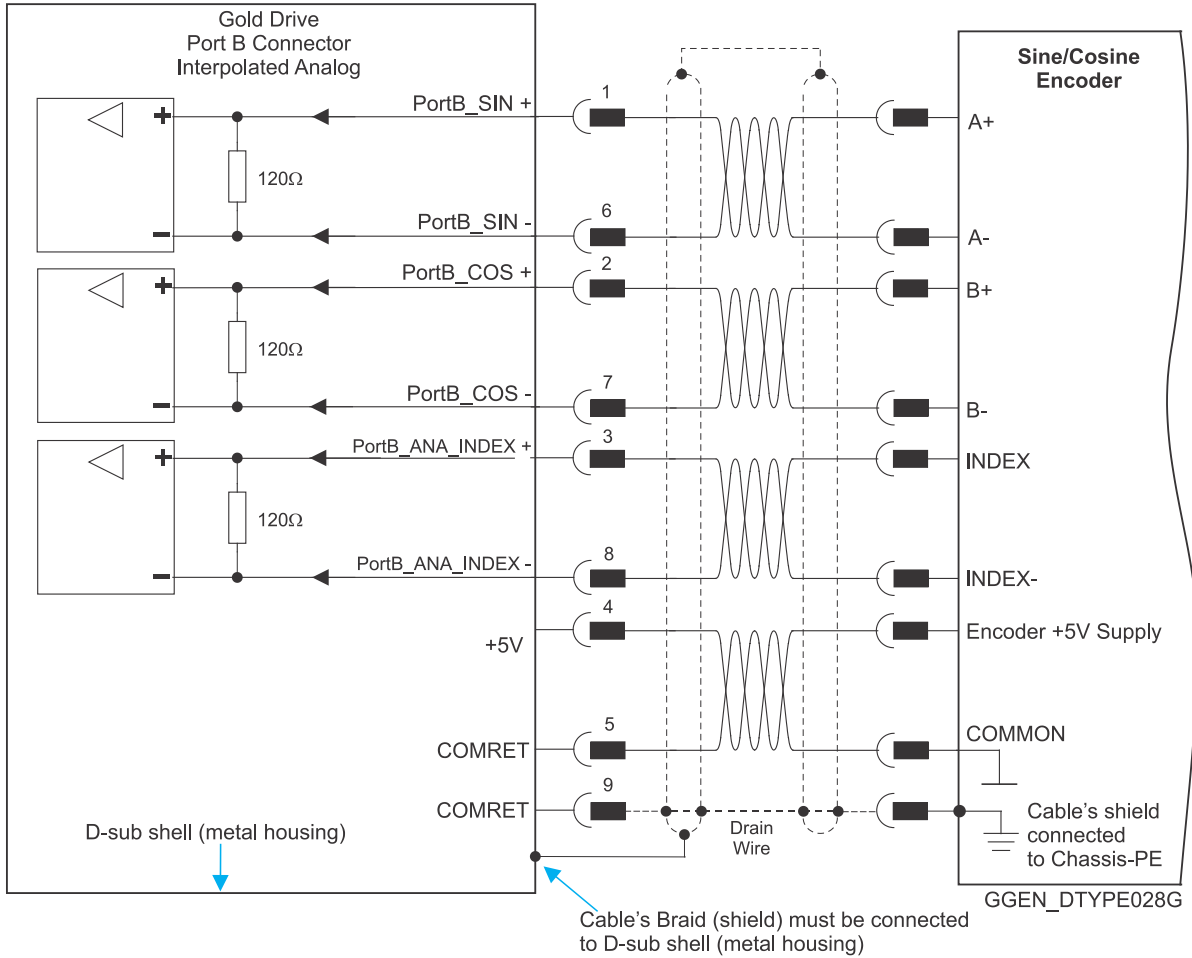 Gold Drive
Port B Connector
Interpolated Analog
Sine/Cosine
Encoder
+
PortB_SIN +
1
A+
120Ω
-
PortB_SIN -
6
A-
+
PortB_COS +
2
B+
120Ω
-
PortB_COS -
7
B-
+
PortB_ANA_INDEX +
3
INDEX
120Ω
-
PortB_ANA_INDEX -
8
INDEX-
+5V
4
Encoder +5V Supply
COMRET
5
COMMON
COMRET
9
Drain
Wire
Cable's shield
connected
to Chassis-PE
D-sub shell (metal housing)
GGEN_DTYPE028G
Cable's Braid (shield) must be connected
to D-sub shell (metal housing)